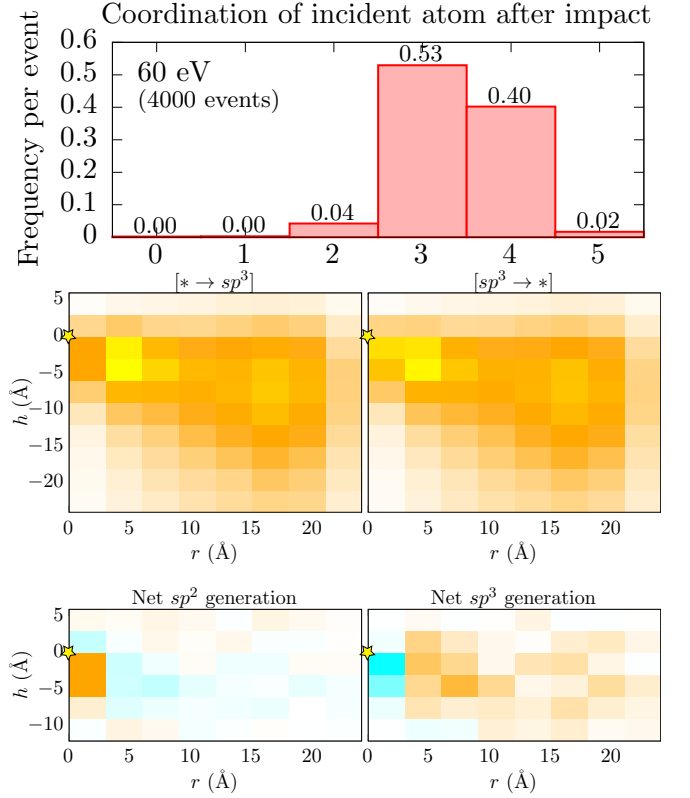 Coordination of incident atom after impact
Frequency per event
0.6
0.5
0.4
0.3
0.2
0.1
0
60 eV
(4000 events)
0.00 0.00 0.04 0.53 0.40 0.02
0 1 2 3 4 5
[∗ → sp³] [sp³ → ∗]
h (Å)
5
0
−5
−10
−15
−20
0 5 10 15 20 0 5 10 15 20
r (Å) r (Å)
Net sp² generation Net sp³ generation
h (Å)
5
0
−5
−10
0 5 10 15 20 0 5 10 15 20
r (Å) r (Å)